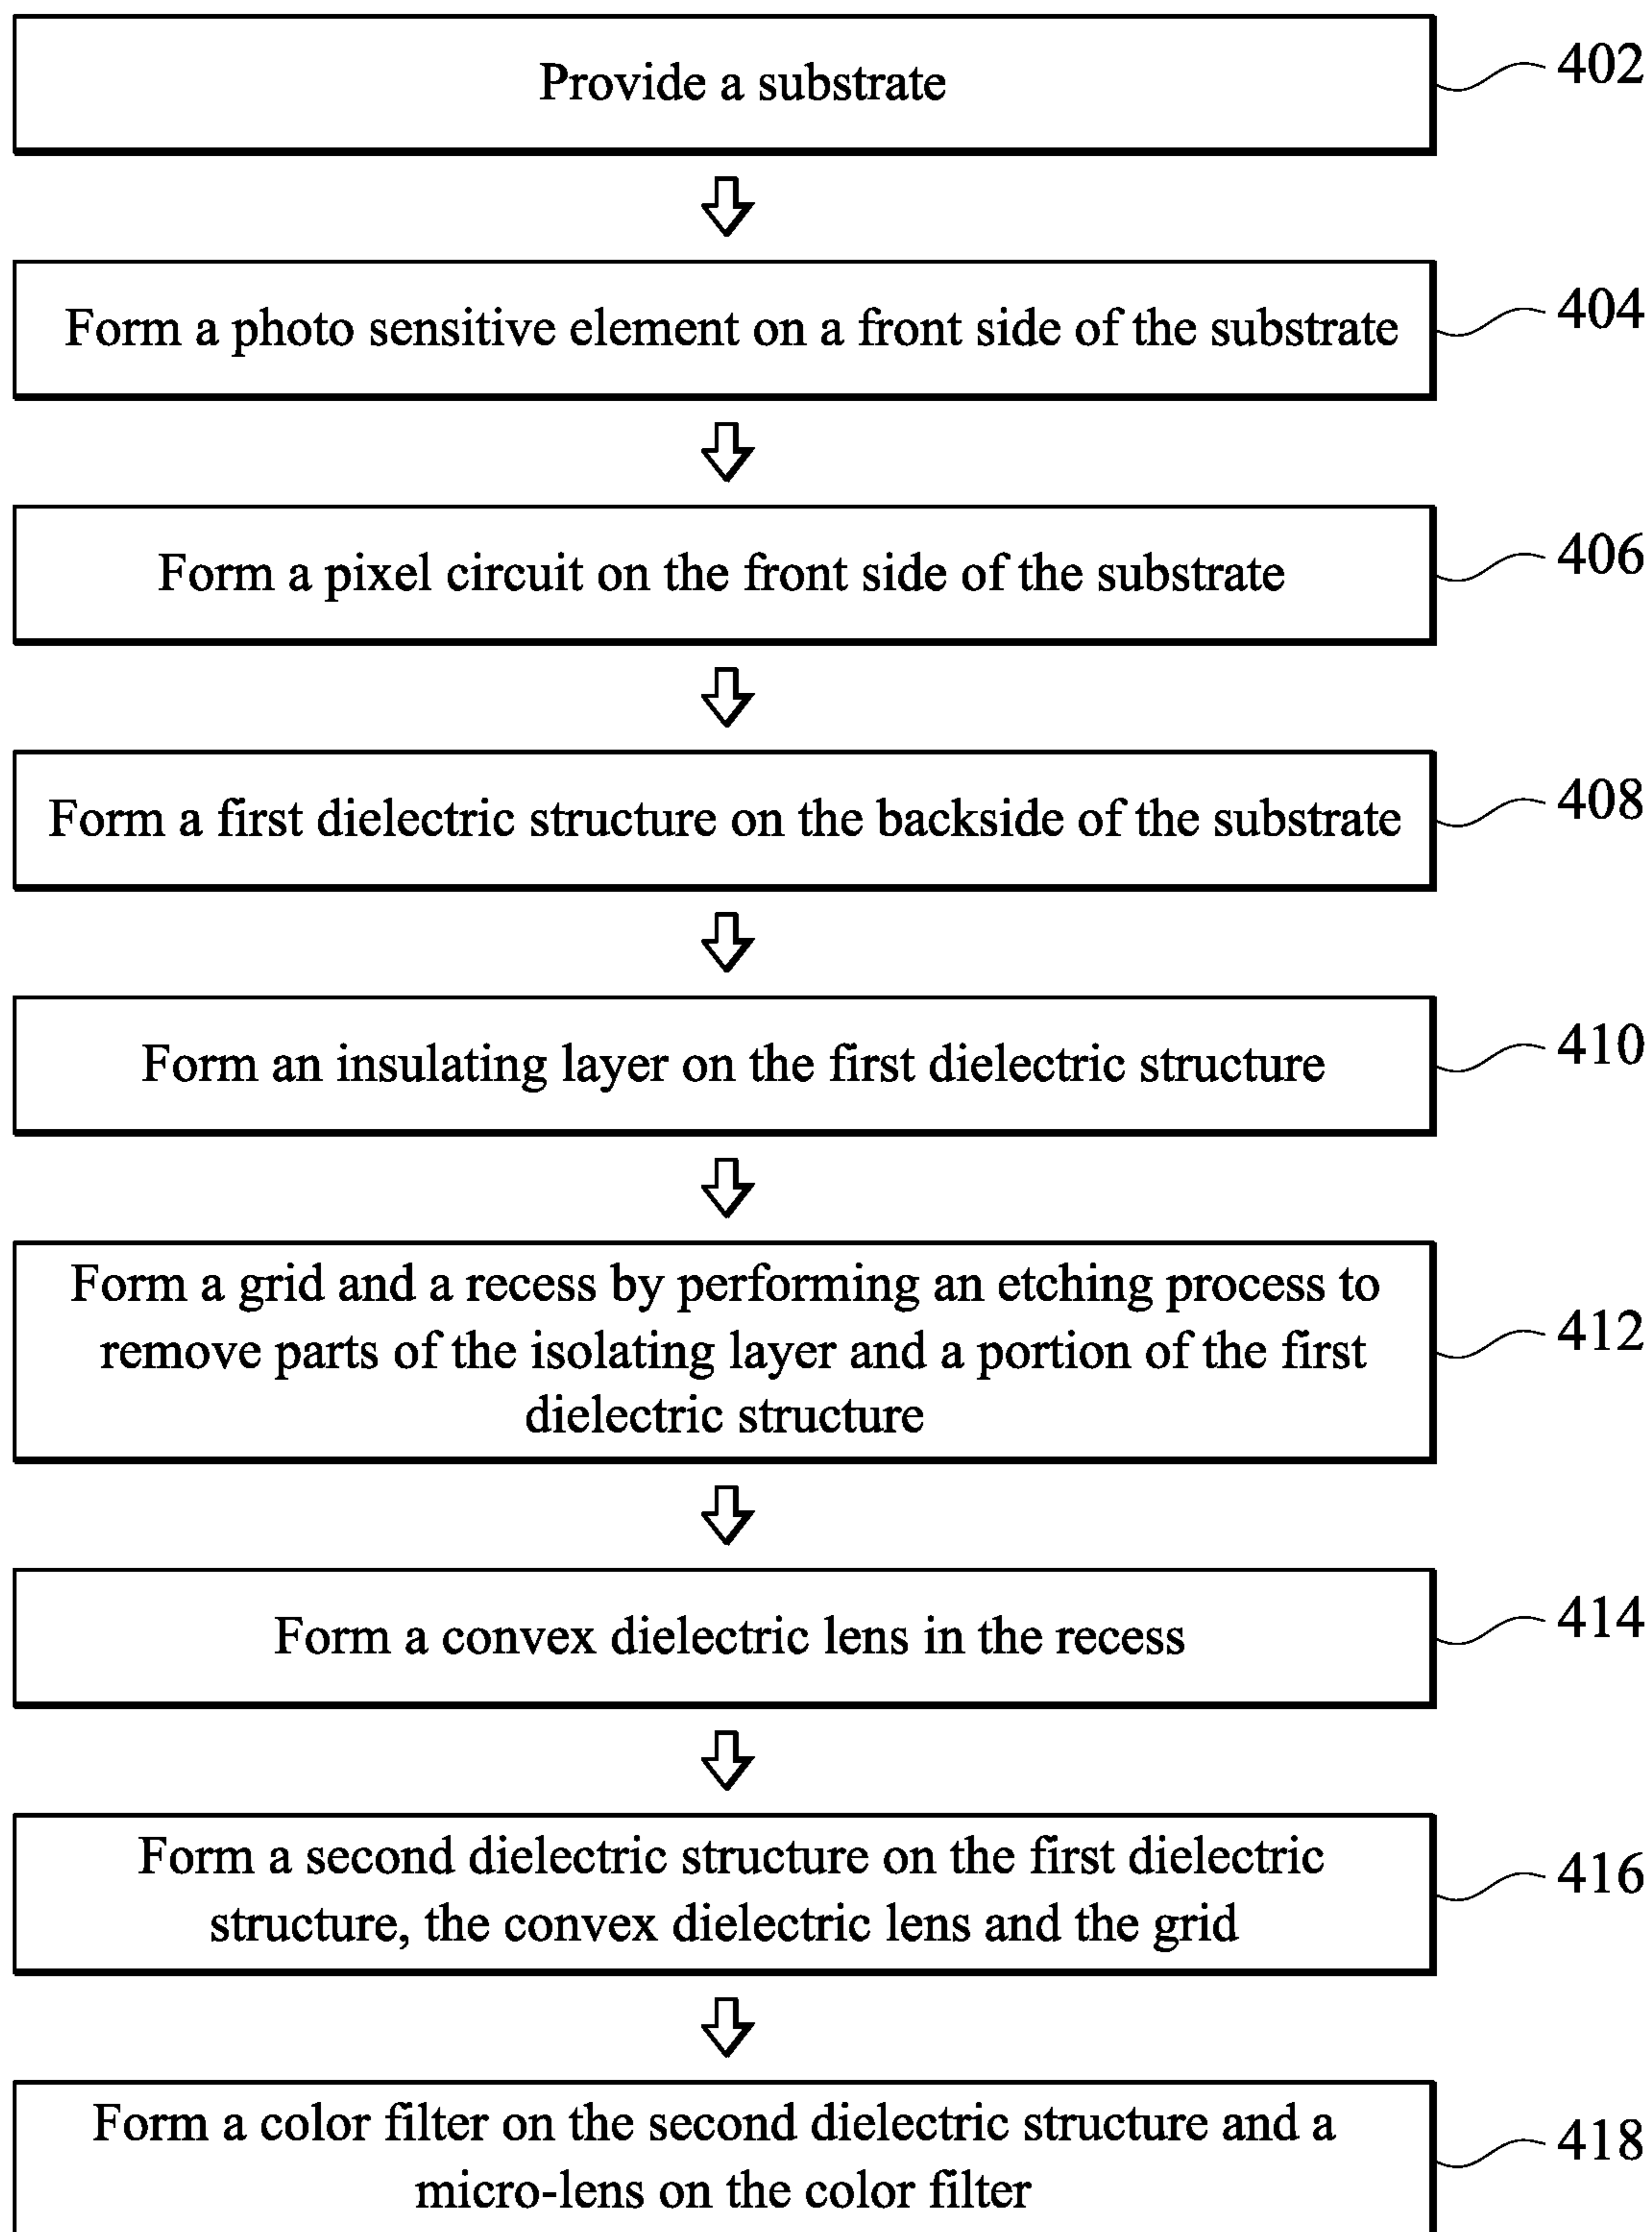 Provide a substrate
402
Form a photo sensitive element on a front side of the substrate
404
Form a pixel circuit on the front side of the substrate
406
Form a first dielectric structure on the backside of the substrate
408
Form an insulating layer on the first dielectric structure
410
Form a grid and a recess by performing an etching process to
remove parts of the isolating layer and a portion of the first
dielectric structure
412
Form a convex dielectric lens in the recess
414
Form a second dielectric structure on the first dielectric
structure, the convex dielectric lens and the grid
416
Form a color filter on the second dielectric structure and a
micro-lens on the color filter
418